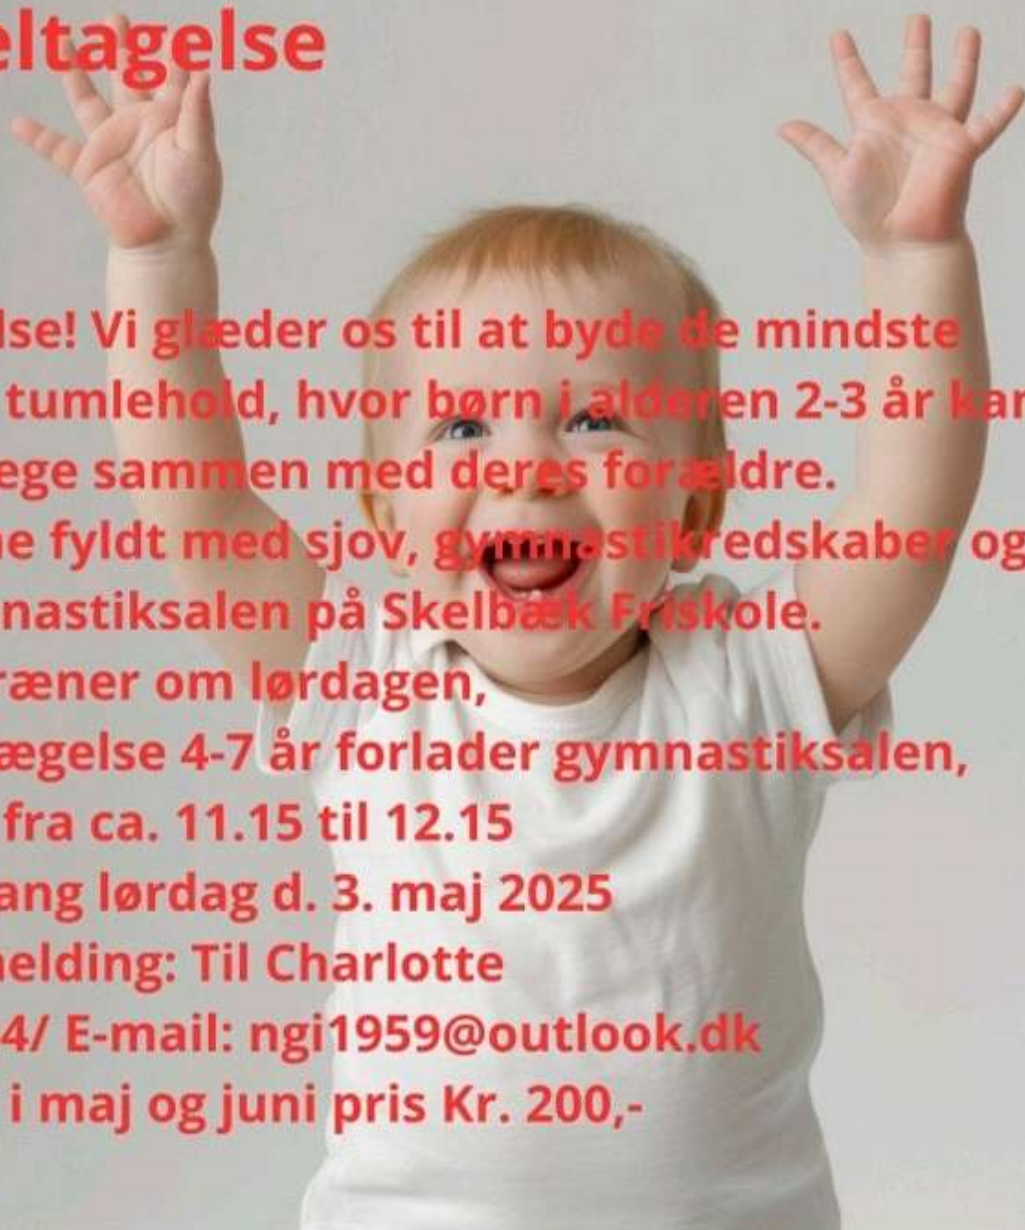 eltagelse
lse! Vi glæder os til at byde de mindste
tumlehold, hvor børn i alderen 2-3 år kan
ege sammen med deres forældre.
ne fyldt med sjov, gymnastikredskaber og
nastiksalen på Skelbæk Friskole.
ræner om lørdagen,
ægelse 4-7 år forlader gymnastiksalen,
fra ca. 11.15 til 12.15
ang lørdag d. 3. maj 2025
elding: Til Charlotte
4/ E-mail: ngi1959@outlook.dk
i maj og juni pris Kr. 200,-